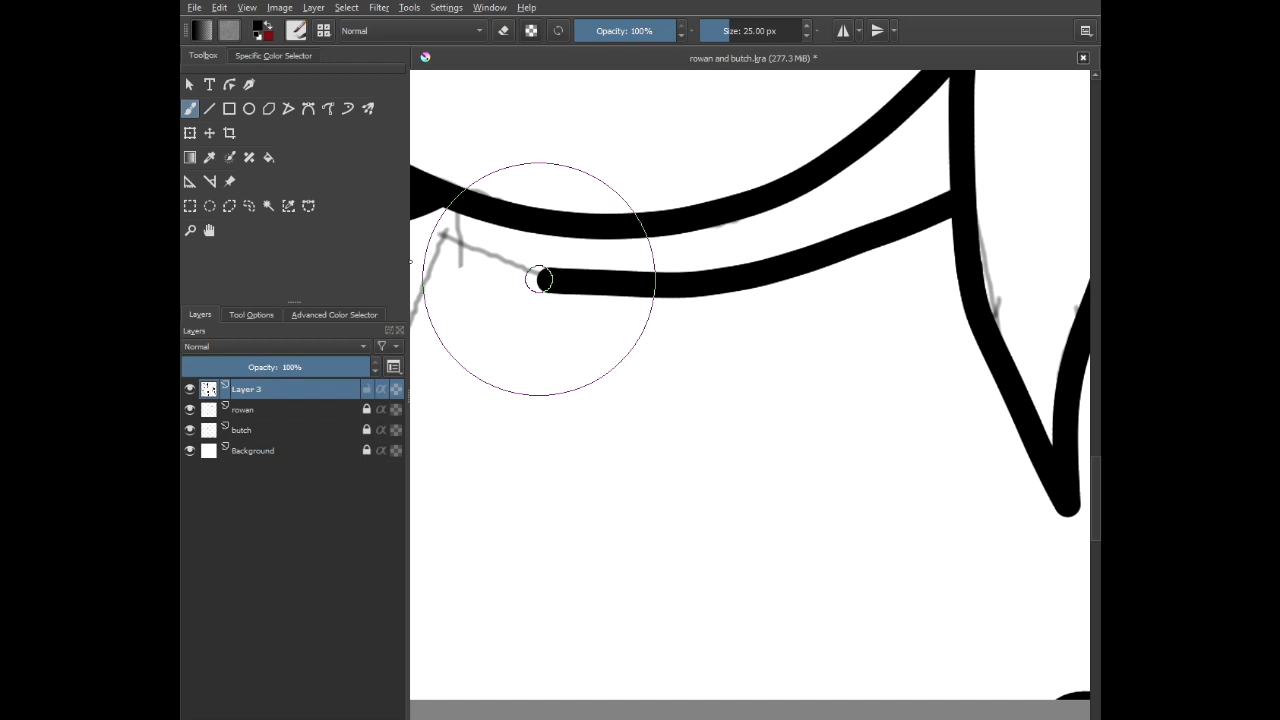 File Edit View Image Layer Select Filter Tools Settings Window Help
Normal Opacity: 100% Size: 25.00 px
Toolbox Specific Color Selector rowan and butch.kra (277.3 MiB) *
Layers Tool Options Advanced Color Selector
Layers
Normal
Opacity: 100%
Layer 3
rowan
butch
Background